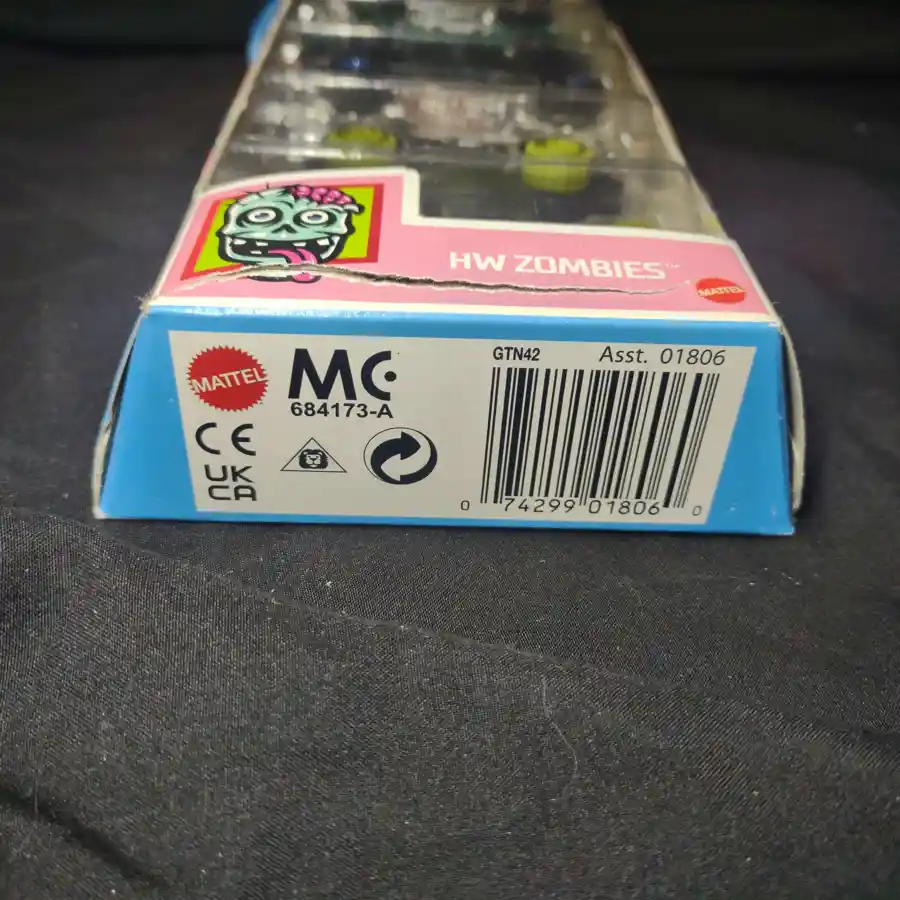 HW ZOMBIES™
MATTEL
MATTEL
MC
684173-A
CE
UK
CA
GTN42
Asst. 01806
0 74299 01806 0